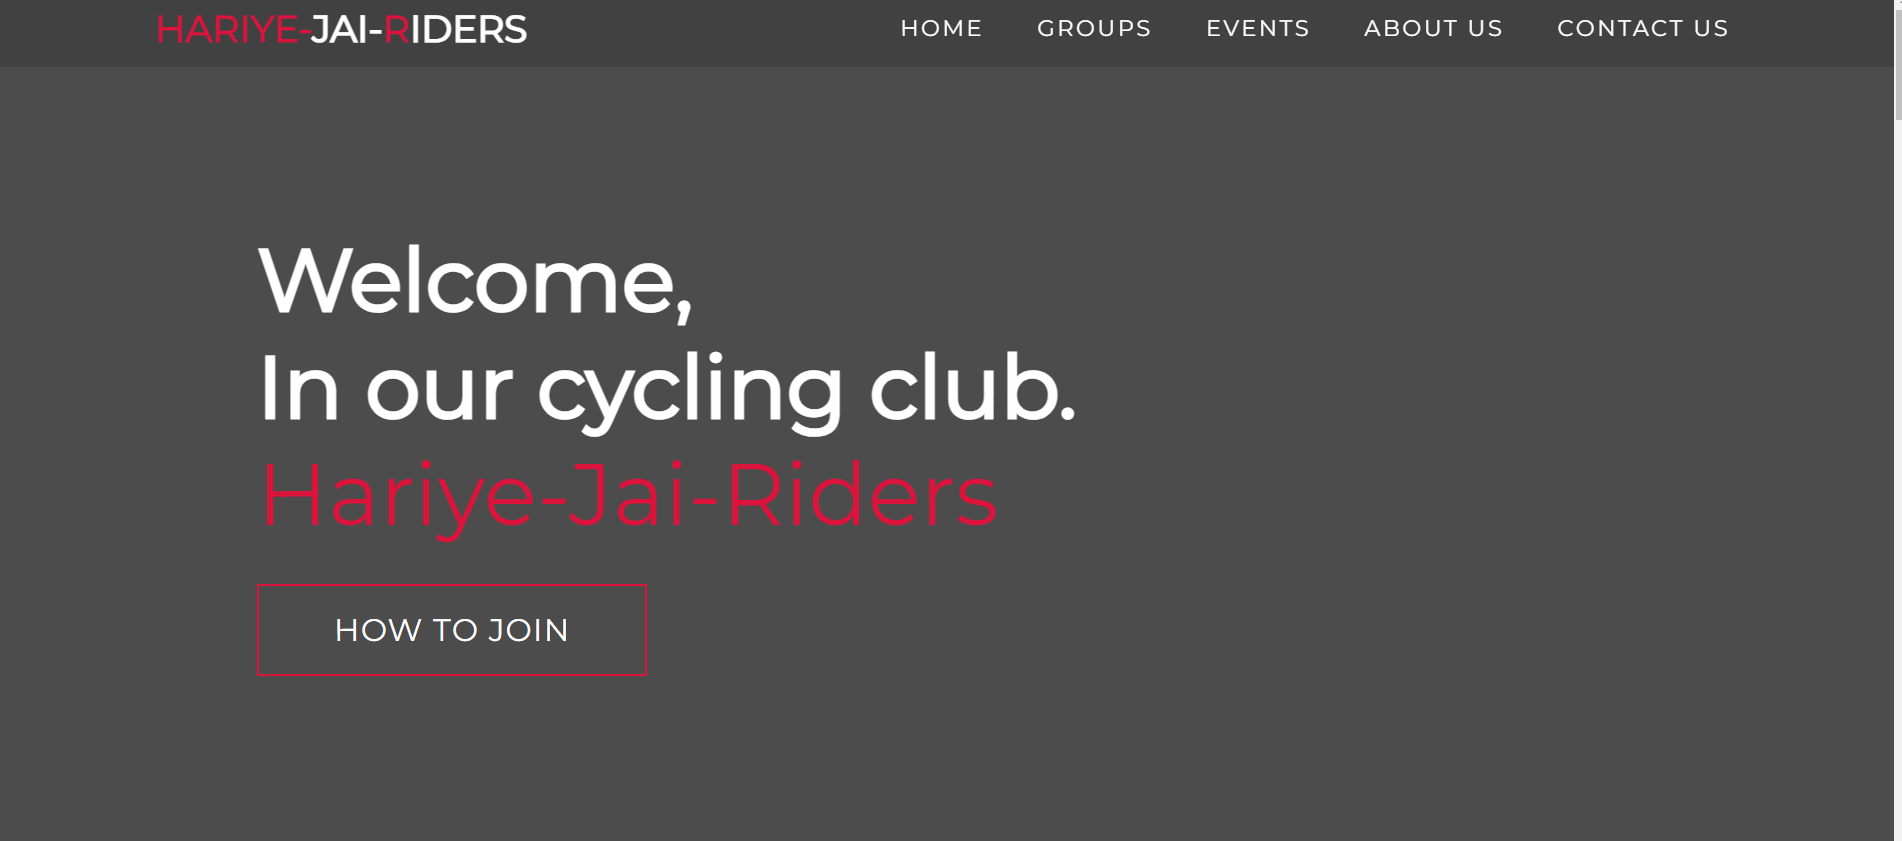 HARIYE-JAI-RIDERS
HOME GROUPS EVENTS ABOUT US CONTACT US
Welcome,
In our cycling club.
Hariye-Jai-Riders
HOW TO JOIN